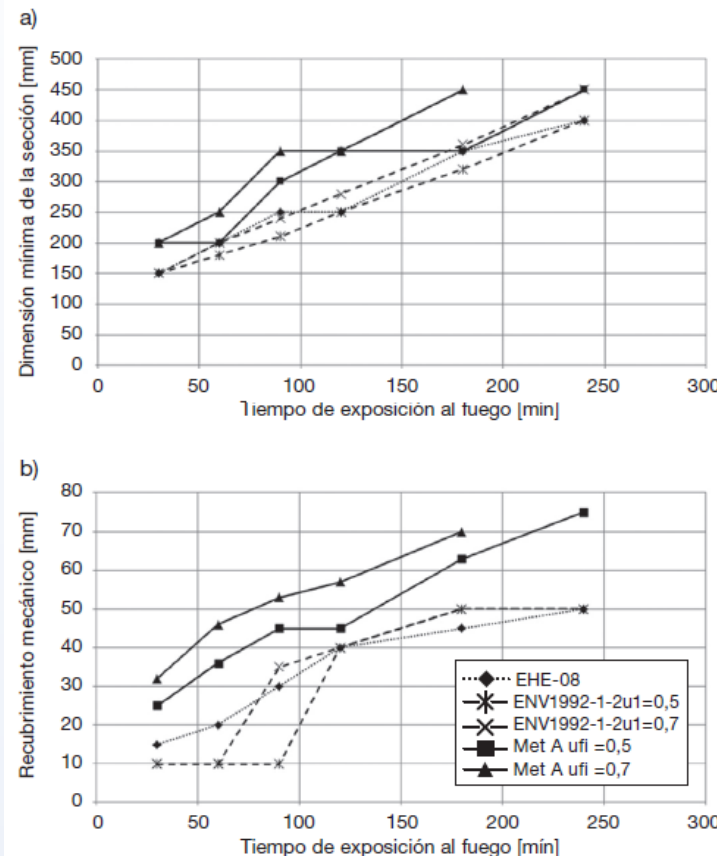 a)
Dimensión mínima de la sección [mm]
500
450
400
350
300
250
200
150
100
50
0
0 50 100 150 200 250 300
Tiempo de exposición al fuego [min]
b)
Recubrimiento mecánico [mm]
80
70
60
50
40
30
20
10
0
EHE-08
ENV1992-1-2u1=0,5
ENV1992-1-2u1=0,7
Met A ufi =0,5
Met A ufi =0,7
0 50 100 150 200 250 300
Tiempo de exposición al fuego [mín]